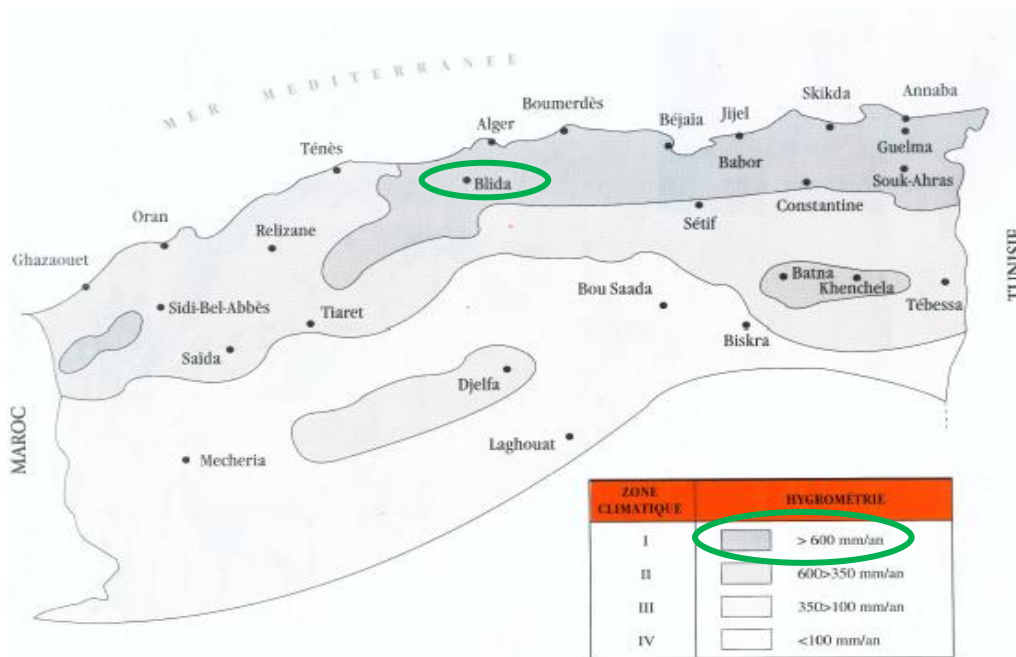 MER MEDITERRANEE
Skikda
Annaba
Boumerdès
Jijel
Béjaïa
Alger
Ténès
Guelma
Babor
Blida
Souk-Ahras
Constantine
Oran
Sétif
Relizane
TUNISIE
Ghazaouet
Batna
Khenchela
Bou Saada
Tébessa
Sidi-Bel-Abbès
Tiaret
Biskra
Saïda
Djelfa
MAROC
Laghouat
Mecheria
ZONE CLIMATIQUE HYGROMÉTRIE
I > 600 mm/an
II 600>350 mm/an
III 350>100 mm/an
IV <100 mm/an